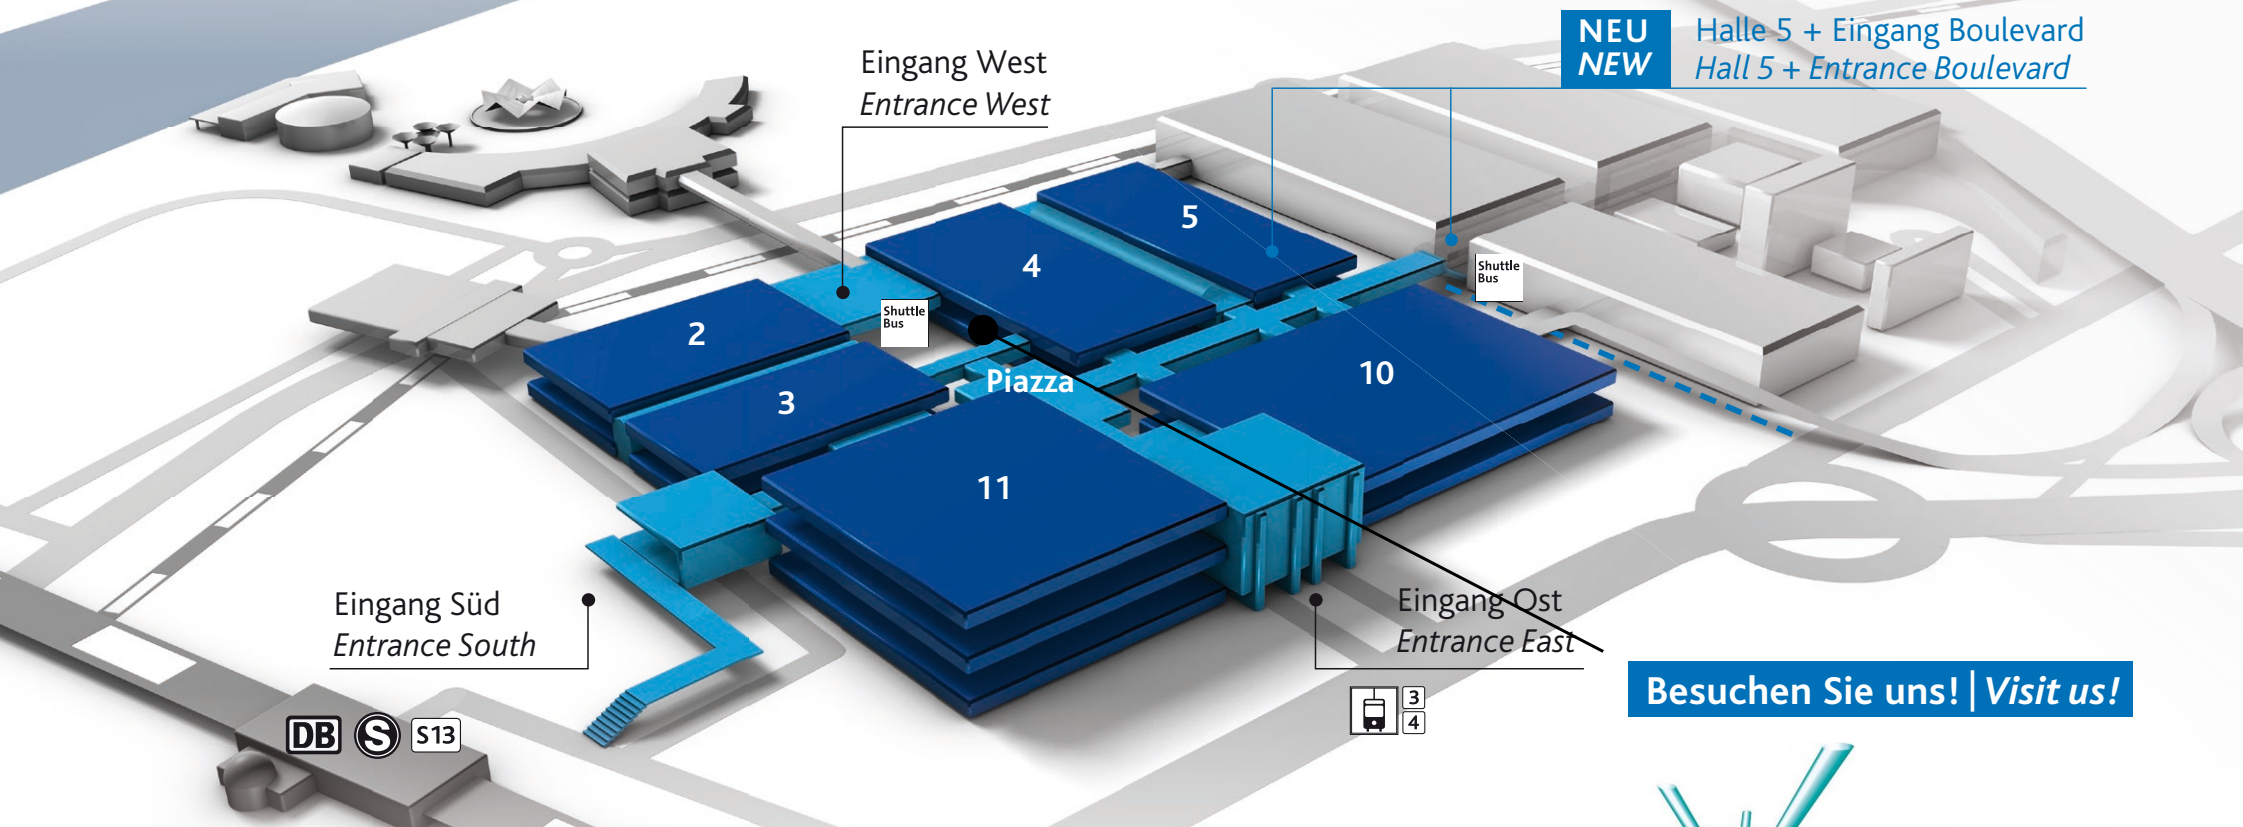 NEU
NEW
Halle 5 + Eingang Boulevard
Hall 5 + Entrance Boulevard
Eingang West
Entrance West
5
4
Shuttle
Bus
Shuttle
Bus
2
Piazza
10
3
11
Eingang Süd
Entrance South
Eingang Ost
Entrance East
Besuchen Sie uns! | Visit us!
DB S S13
3
4